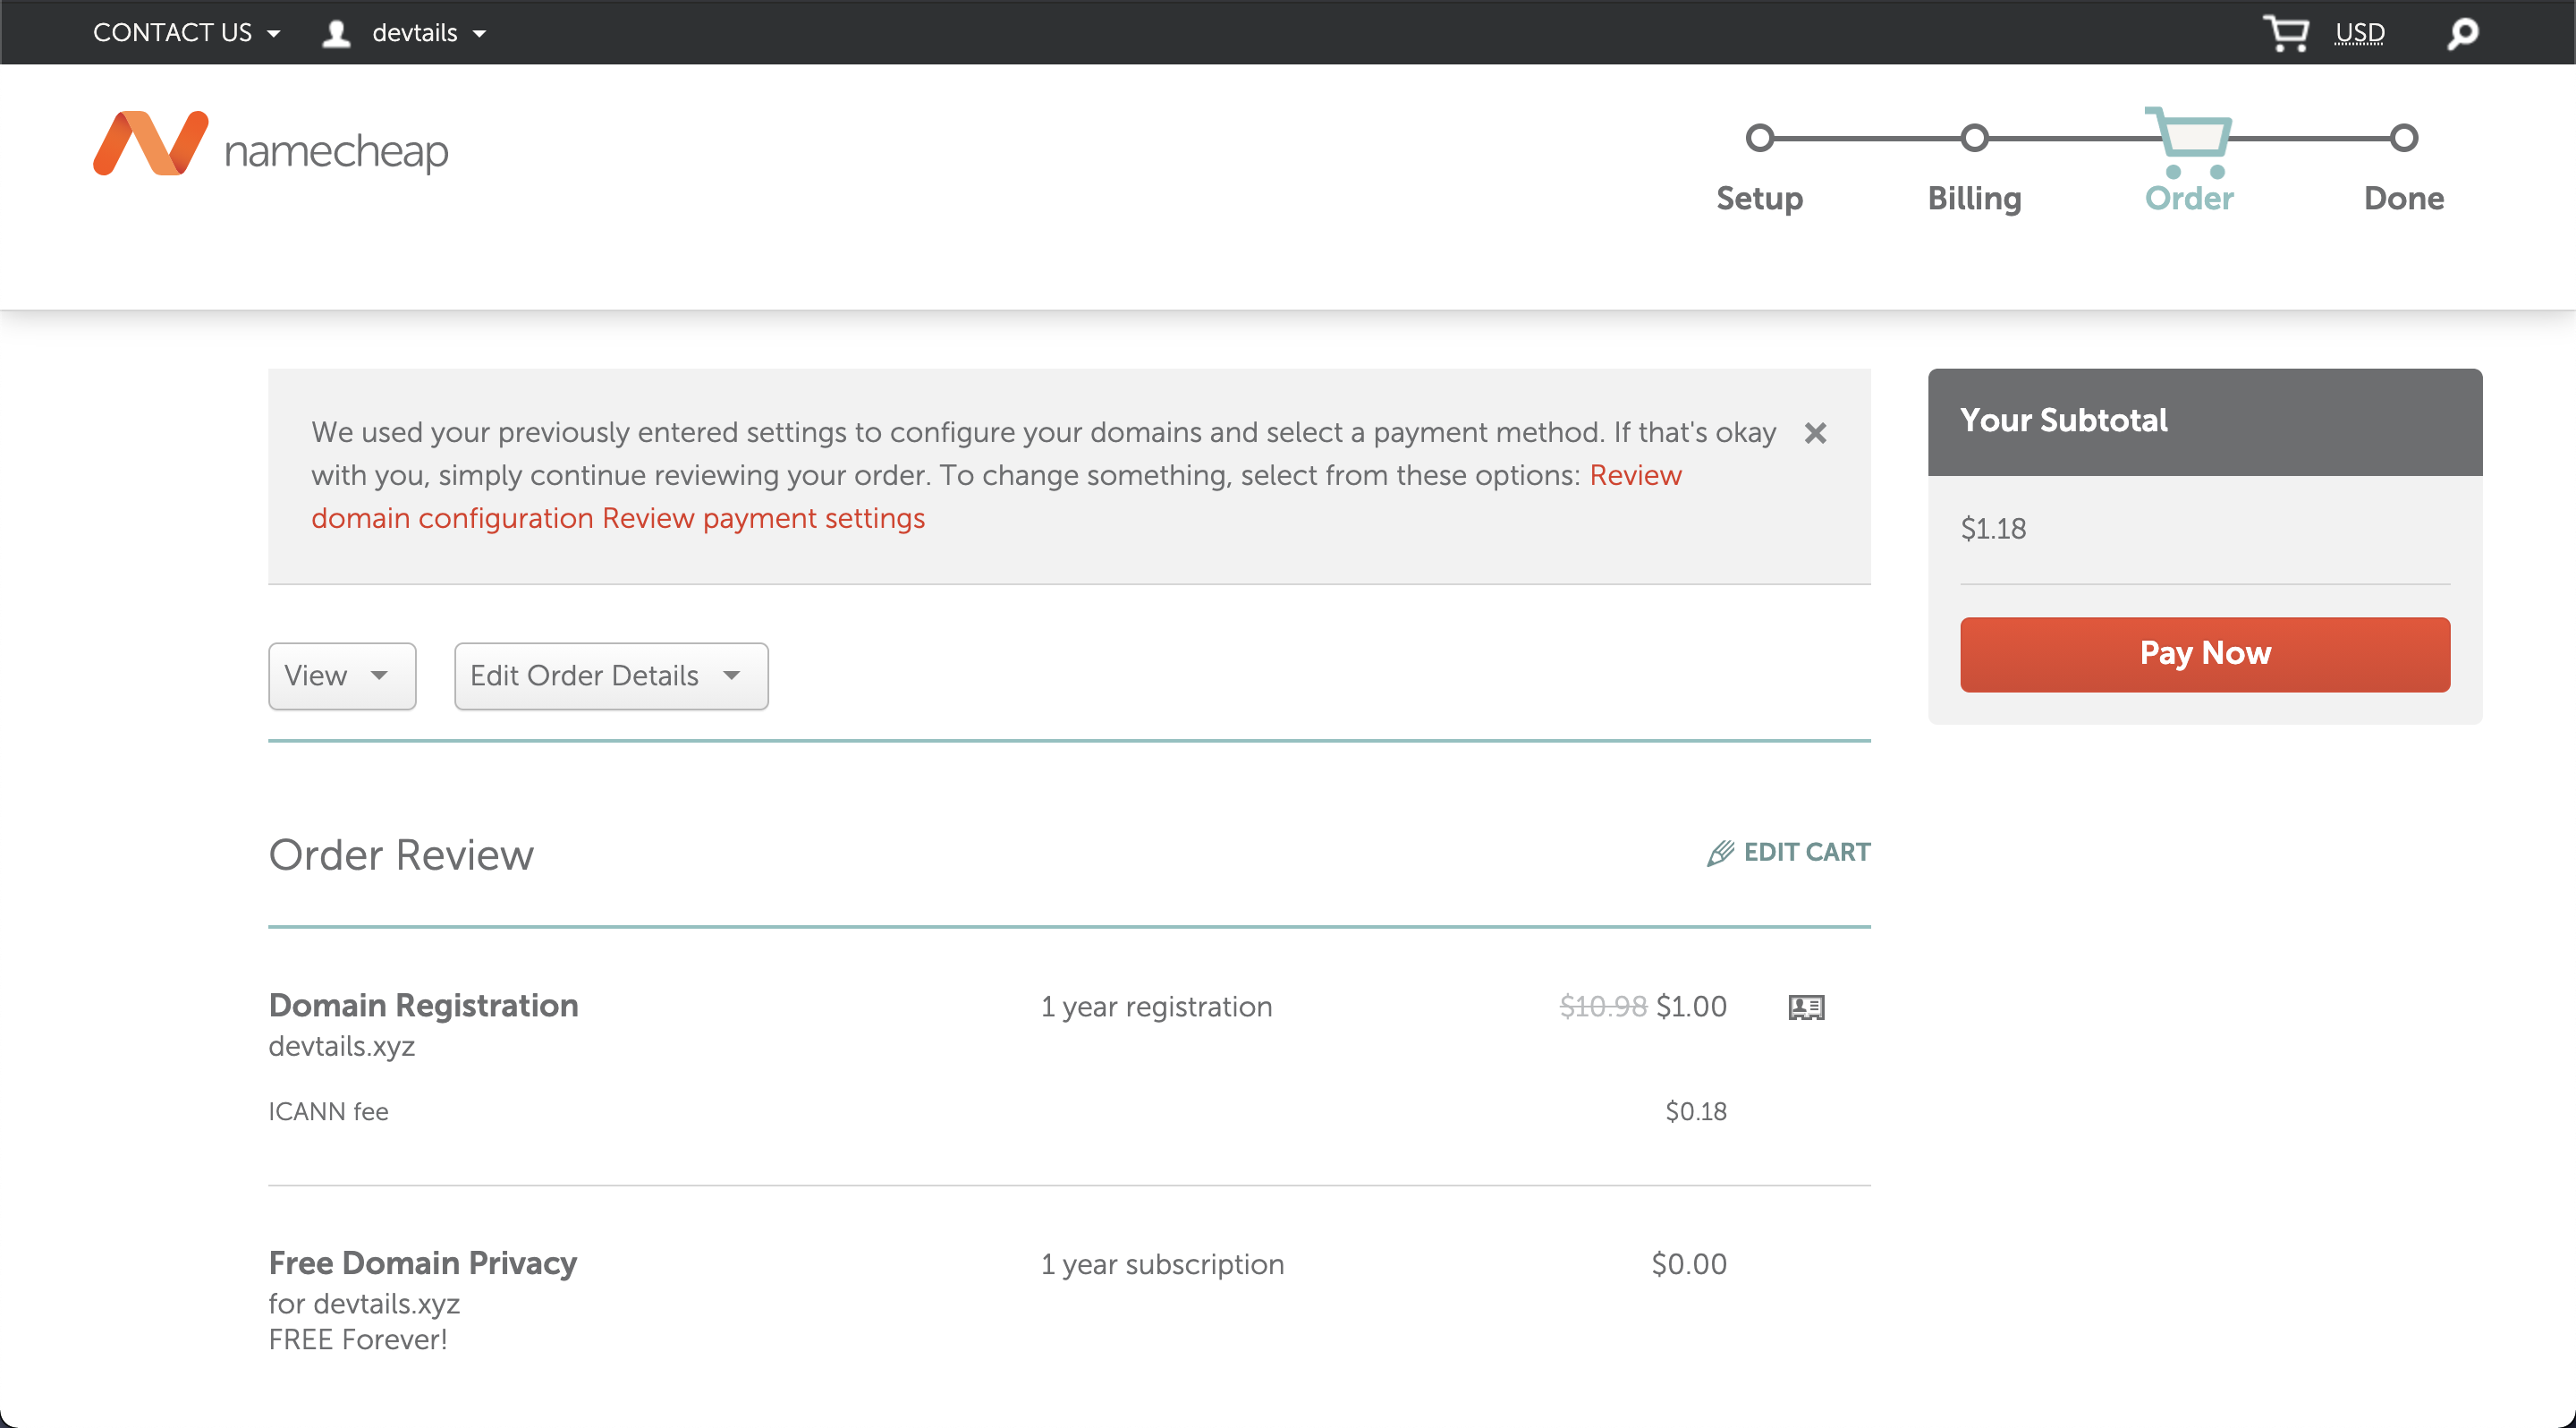 CONTACT US devtails USD
namecheap
Setup Billing Order Done
We used your previously entered settings to configure your domains and select a payment method. If that's okay
with you, simply continue reviewing your order. To change something, select from these options: Review
domain configuration Review payment settings
Your Subtotal
$1.18
Pay Now
View Edit Order Details
Order Review EDIT CART
Domain Registration 1 year registration $10.98 $1.00
devtails.xyz
ICANN fee $0.18
Free Domain Privacy 1 year subscription $0.00
for devtails.xyz
FREE Forever!